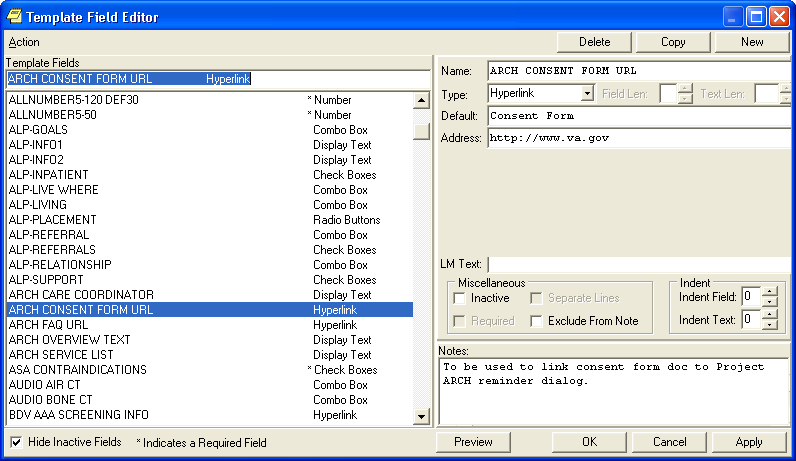 Template Field Editor
Action
Delete
Copy
New
Template Fields
ARCH CONSENT FORM URL Hyperlink
ALLNUMBER5-120 DEF30 * Number
ALLNUMBER5-50 * Number
ALP-GOALS Combo Box
ALP-INFO1 Display Text
ALP-INFO2 Display Text
ALP-INPATIENT Check Boxes
ALP-LIVE WHERE Combo Box
ALP-LIVING Combo Box
ALP-PLACEMENT Radio Buttons
ALP-REFERRAL Combo Box
ALP-REFERRALS Check Boxes
ALP-RELATIONSHIP Combo Box
ALP-SUPPORT Check Boxes
ARCH CARE COORDINATOR Display Text
ARCH CONSENT FORM URL Hyperlink
ARCH FAQ URL Hyperlink
ARCH OVERVIEW TEXT Display Text
ARCH SERVICE LIST Display Text
ASA CONTRAINDICATIONS * Check Boxes
AUDIO AIR CT Combo Box
AUDIO BONE CT Combo Box
BDV AAA SCREENING INFO Hyperlink
Name: ARCH CONSENT FORM URL
Type: Hyperlink Field Len: Text Len:
Default: Consent Form
Address: http://www.va.gov
LM Text:
Miscellaneous
Inactive Separate Lines
Required Exclude From Note
Indent
Indent Field: 0
Indent Text: 0
Notes:
To be used to link consent form doc to Project
ARCH reminder dialog.
Hide Inactive Fields * Indicates a Required Field
Preview
OK
Cancel
Apply